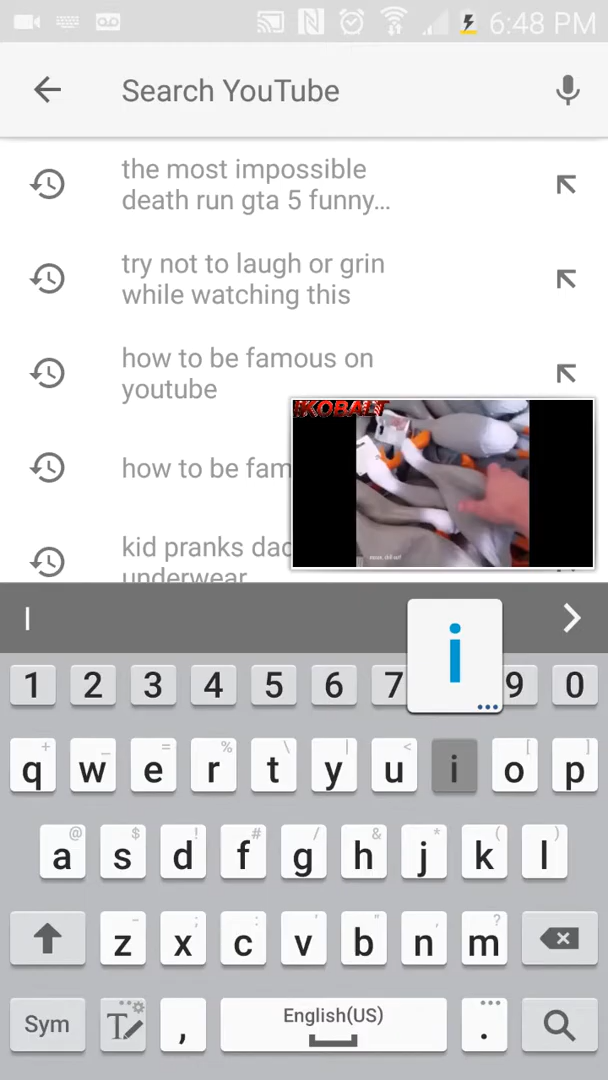 6:48 PM
Search YouTube
the most impossible
death run gta 5 funny...
try not to laugh or grin
while watching this
how to be famous on
youtube
KOBALT
how to be fam
kid pranks dad
underwear
I
i
...
1 2 3 4 5 6 7 9 0
+ _ = % \ | < [ ]
q w e r t y u i o p
@ $ ! # / & * ( )
a s d f g h j k l
- ; : ' " , ?
z x c v b n m
Sym T , English(US) .